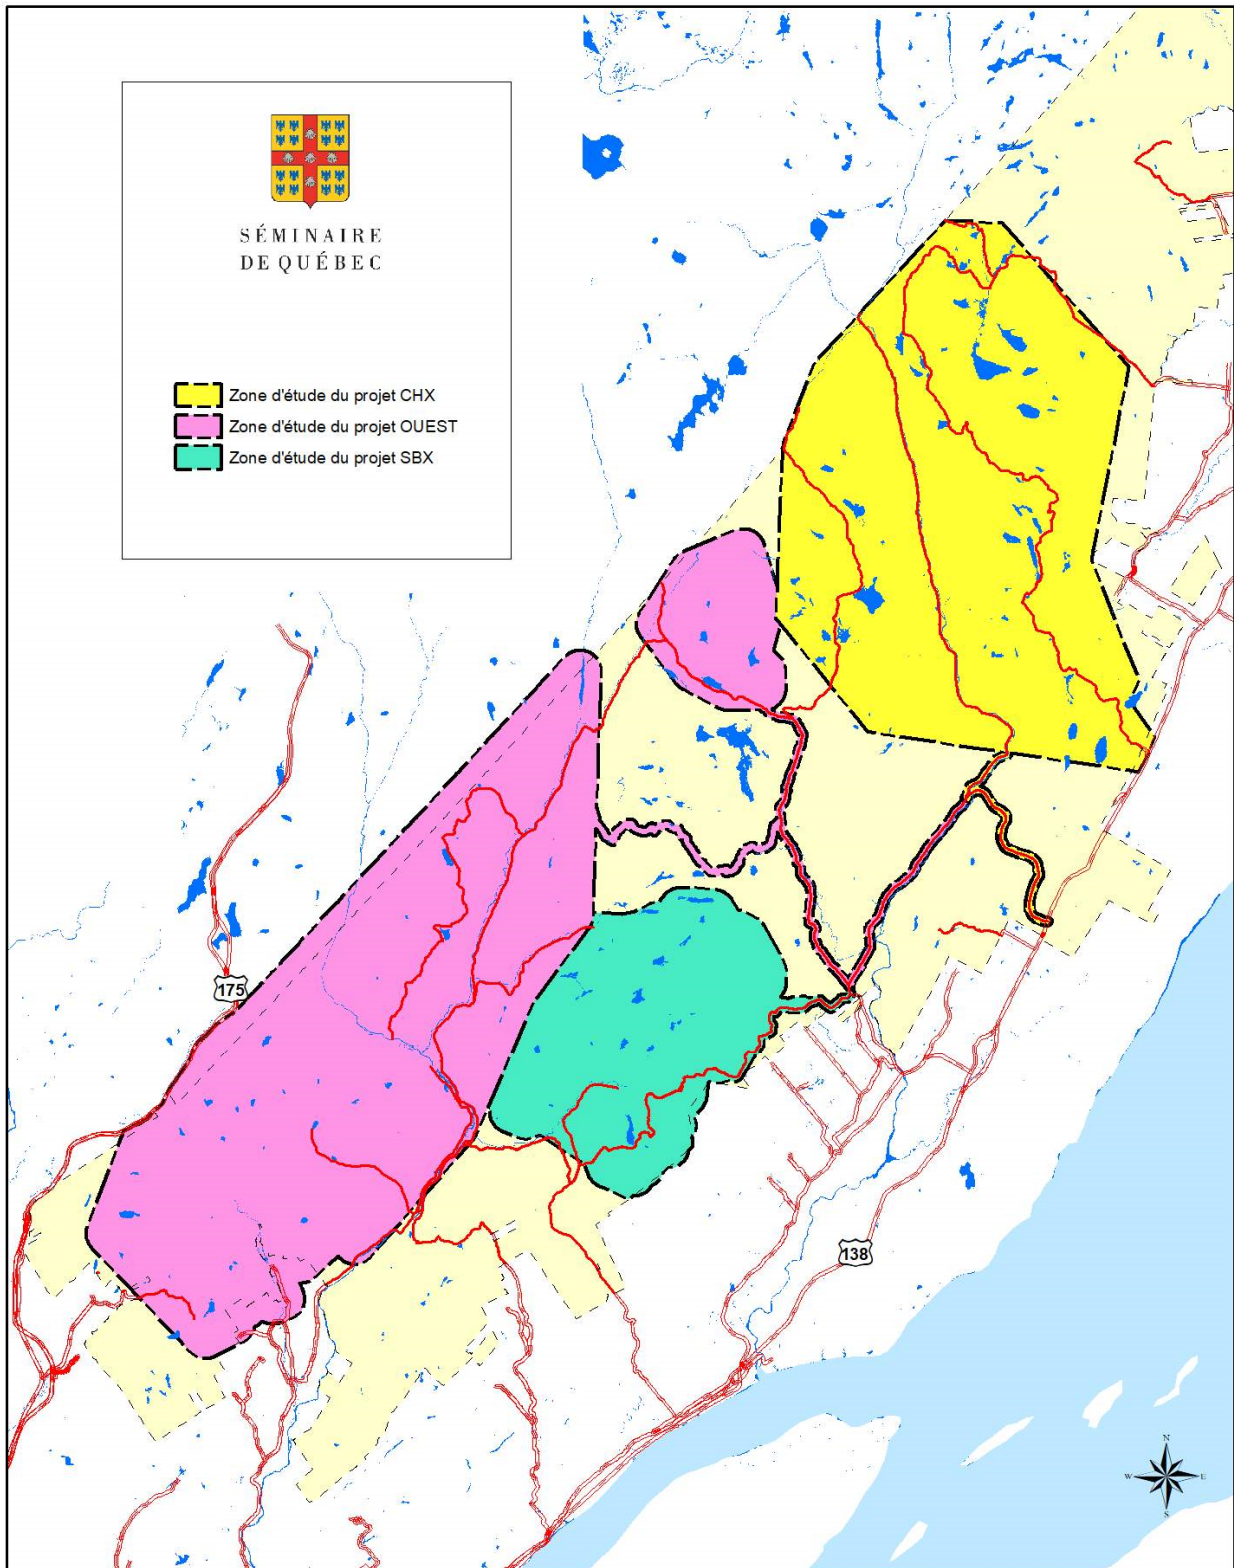 SÉMINAIRE
DE QUÉBEC
Zone d'étude du projet CHX
Zone d'étude du projet OUEST
Zone d'étude du projet SBX
175
138
N
W E
S